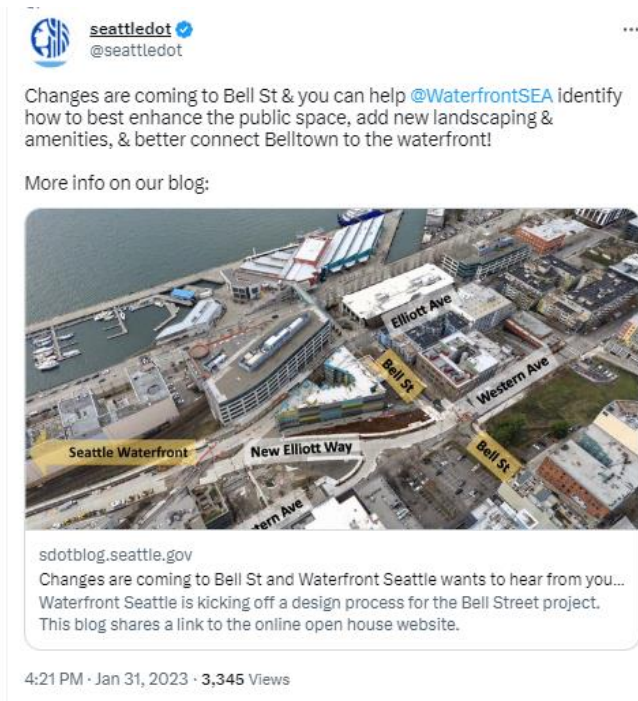 seattledot
@seattledot
Changes are coming to Bell St & you can help @WaterfrontSEA identify
how to best enhance the public space, add new landscaping &
amenities, & better connect Belltown to the waterfront!
More info on our blog:
Elliott Ave
Bell St
Western Ave
Seattle Waterfront
New Elliott Way
Bell St
tern Ave
sdotblog.seattle.gov
Changes are coming to Bell St and Waterfront Seattle wants to hear from you...
Waterfront Seattle is kicking off a design process for the Bell Street project.
This blog shares a link to the online open house website.
4:21 PM · Jan 31, 2023 · 3,345 Views